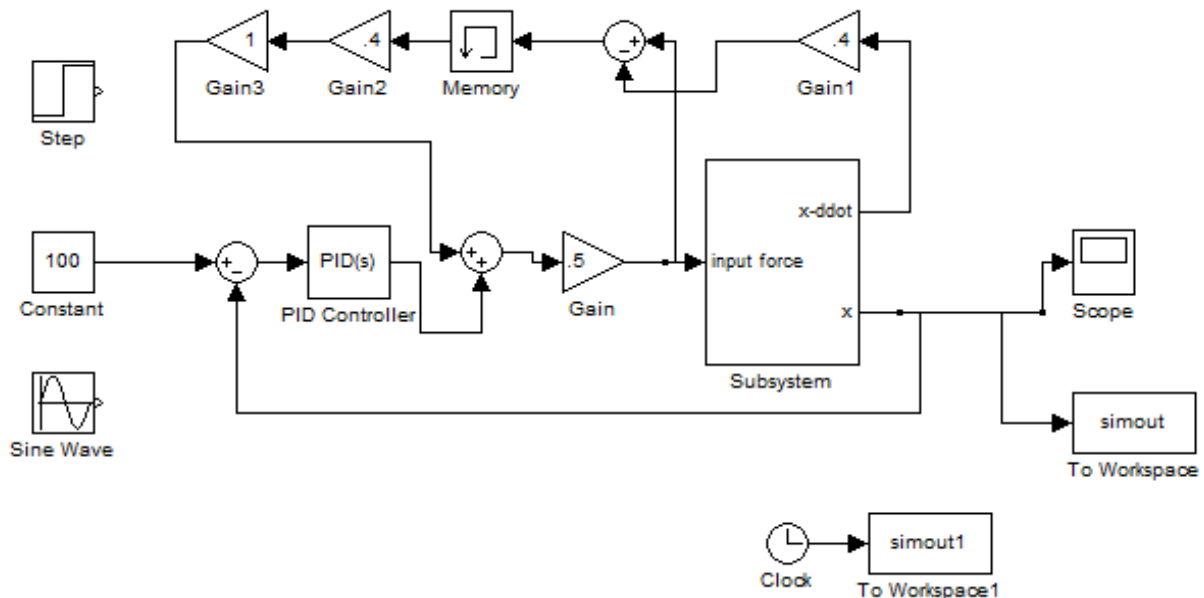 1
.4
.4
Gain3
Gain2
Memory
− +
Gain1
Step
x-ddot
100
+ −
PID(s)
+ +
.5
input force
Constant
PID Controller
Gain
x
Scope
Subsystem
simout
Sine Wave
To Workspace
simout1
Clock
To Workspace1